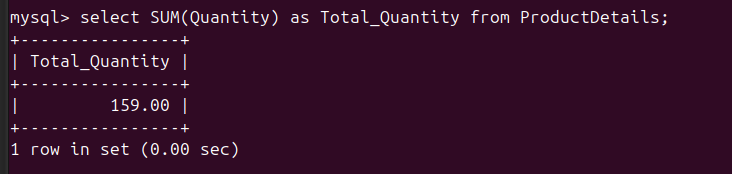 mysql> select SUM(Quantity) as Total_Quantity from ProductDetails;
+----------------+
| Total_Quantity |
+----------------+
|         159.00 |
+----------------+
1 row in set (0.00 sec)